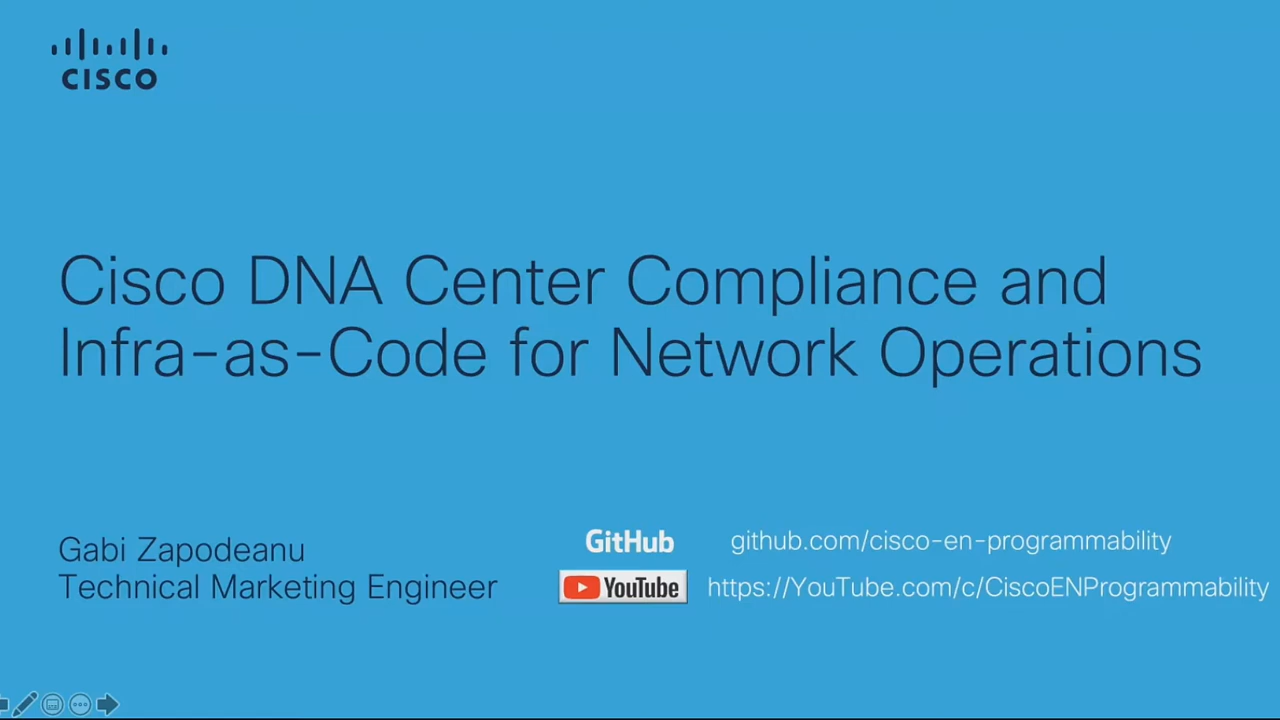 CISCO
Cisco DNA Center Compliance and
Infra-as-Code for Network Operations
Gabi Zapodeanu
Technical Marketing Engineer
GitHub github.com/cisco-en-programmability
YouTube https://YouTube.com/c/CiscoENProgrammability